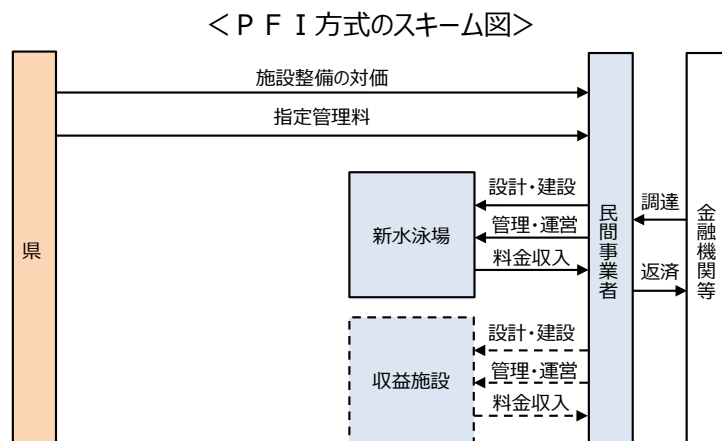 ＜ＰＦＩ方式のスキーム図＞
施設整備の対価
指定管理料
県
新水泳場
設計・建設
管理・運営
料金収入
収益施設
設計・建設
管理・運営
料金収入
民間事業者
調達
返済
金融機関等